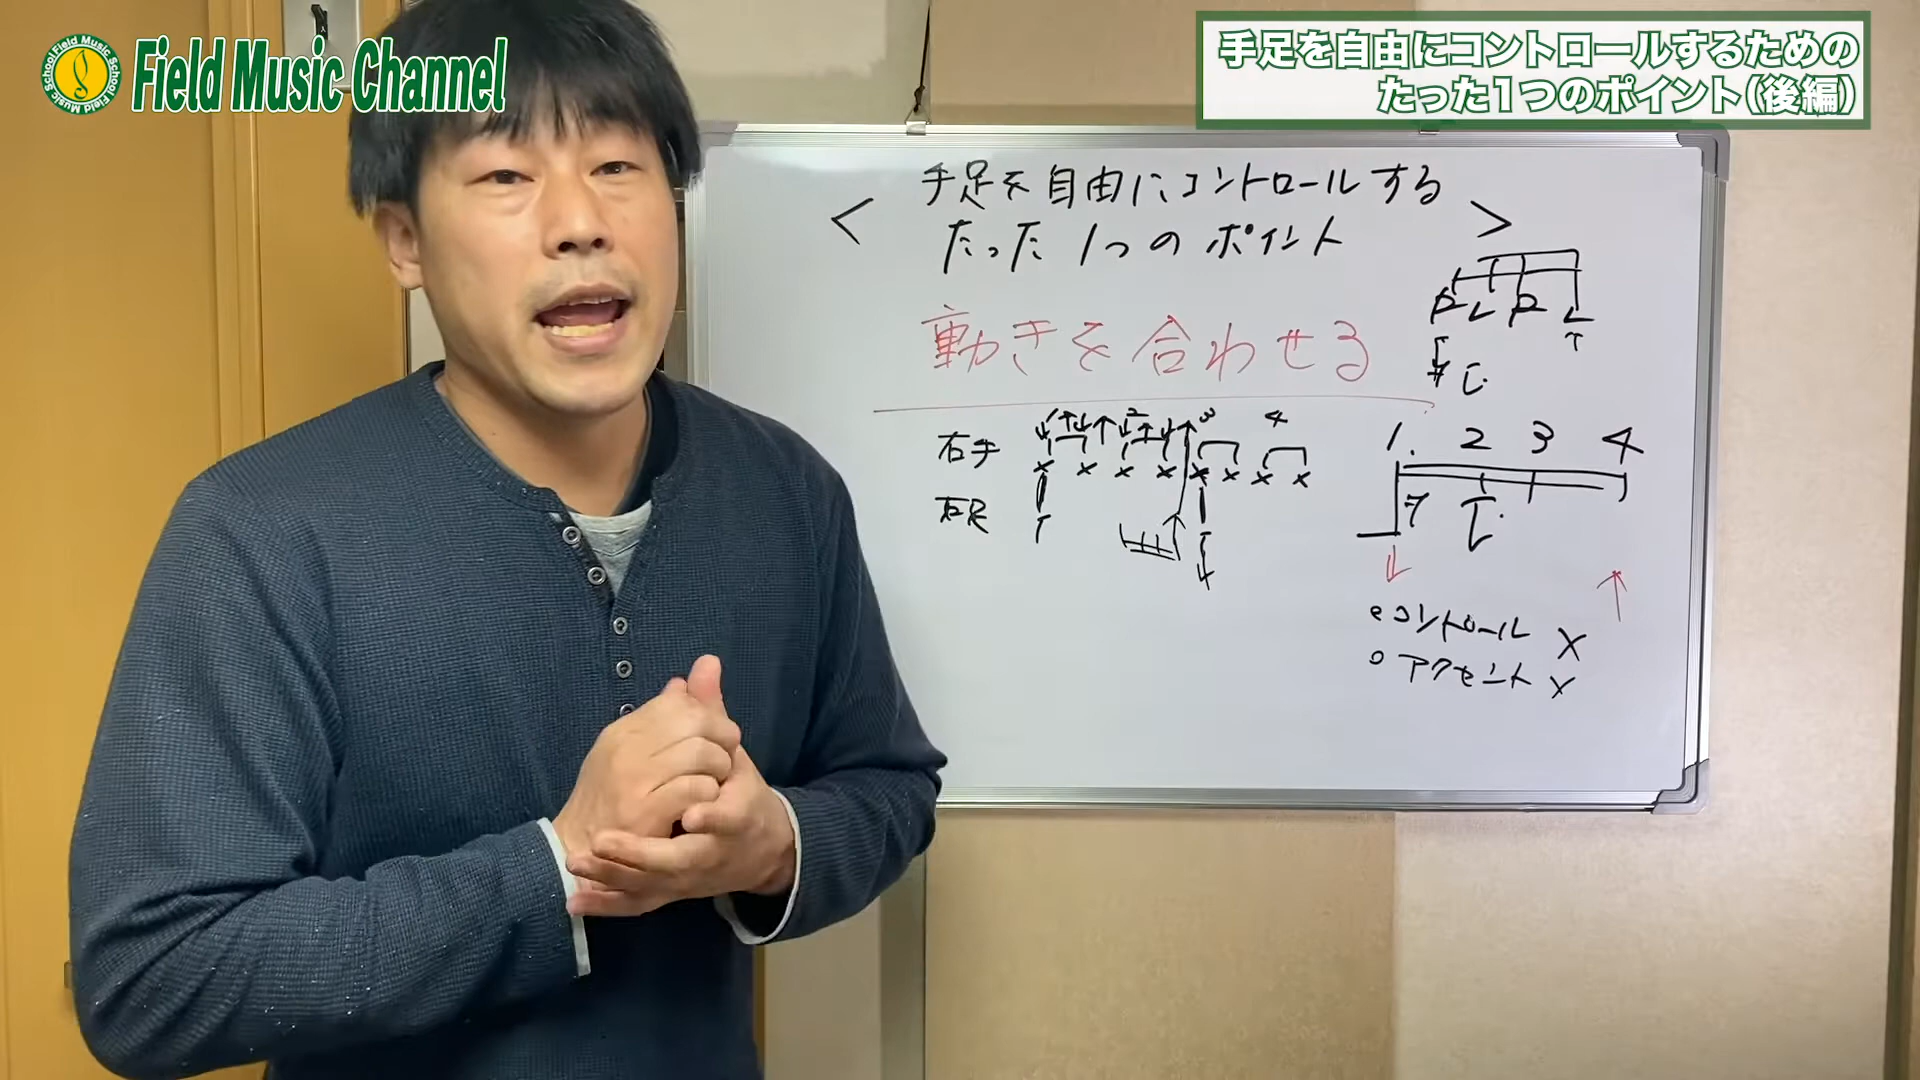 Field Music Channel
手足を自由にコントロールするための
たった1つのポイント(後編)
手足を自由にコントロールする
< たった1つのポイント >
動きを合わせる
R L R L
1 2 3 4
右手
右足
1. 2 3 4
コントロール ×
アクセント ×